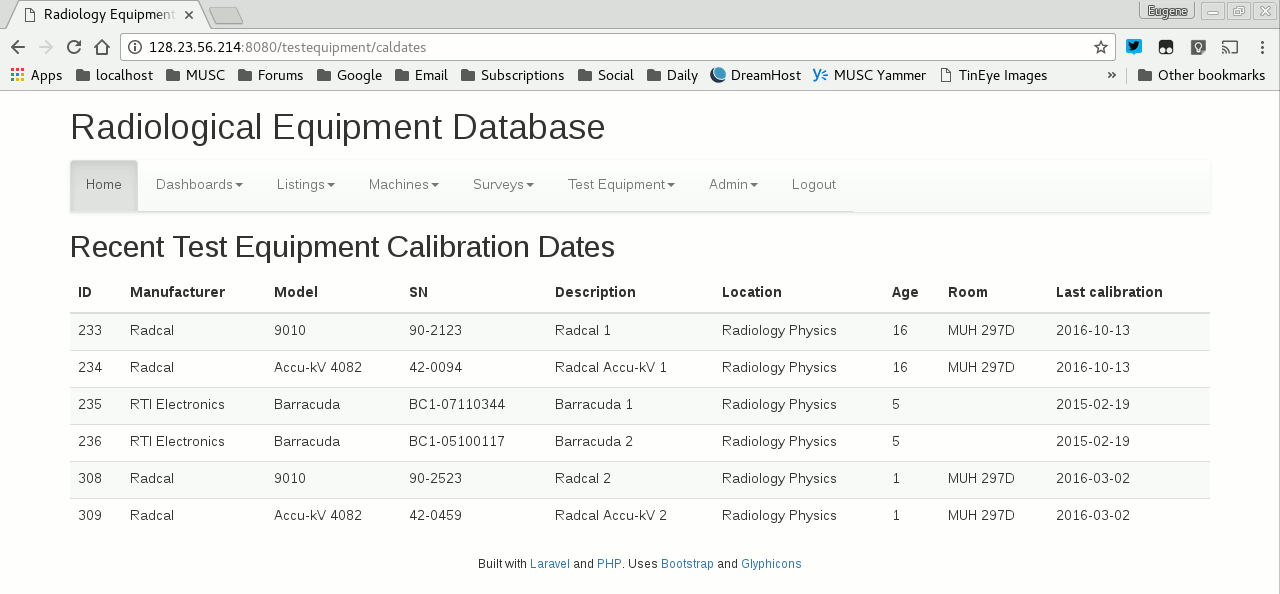 Radiology Equipment
Eugene
128.23.56.214:8080/testequipment/caldates
Apps localhost MUSC Forums Google Email Subscriptions Social Daily DreamHost MUSC Yammer TinEye Images » Other bookmarks
Radiological Equipment Database
Home Dashboards Listings Machines Surveys Test Equipment Admin Logout
Recent Test Equipment Calibration Dates
ID Manufacturer Model SN Description Location Age Room Last calibration
233 Radcal 9010 90-2123 Radcal 1 Radiology Physics 16 MUH 297D 2016-10-13
234 Radcal Accu-kV 4082 42-0094 Radcal Accu-kV 1 Radiology Physics 16 MUH 297D 2016-10-13
235 RTI Electronics Barracuda BC1-07110344 Barracuda 1 Radiology Physics 5 2015-02-19
236 RTI Electronics Barracuda BC1-05100117 Barracuda 2 Radiology Physics 5 2015-02-19
308 Radcal 9010 90-2523 Radcal 2 Radiology Physics 1 MUH 297D 2016-03-02
309 Radcal Accu-kV 4082 42-0459 Radcal Accu-kV 2 Radiology Physics 1 MUH 297D 2016-03-02
Built with Laravel and PHP. Uses Bootstrap and Glyphicons